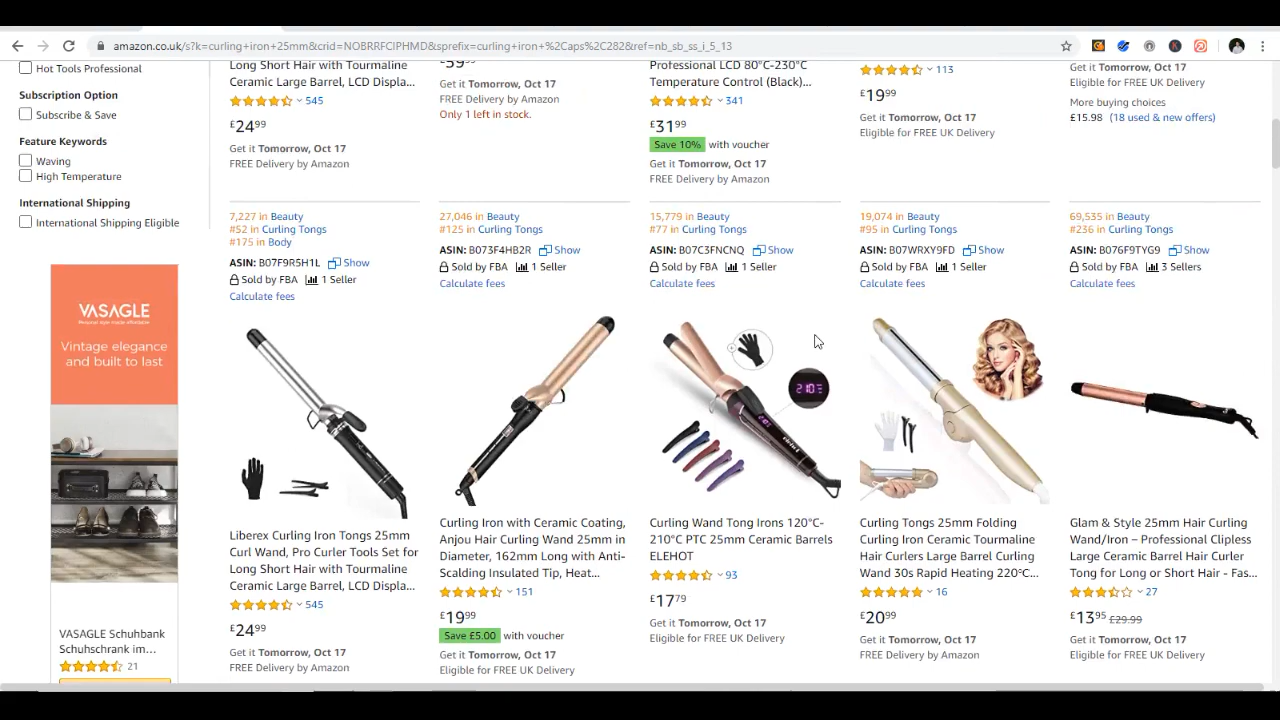 amazon.co.uk/s?k=curling+iron+25mm&crid=NOBRRFCIPHMD&sprefix=curling+iron+%2Caps%2C282&ref=nb_sb_ss_i_5_13
Hot Tools Professional
Subscription Option
Subscribe & Save
Feature Keywords
Waving
High Temperature
International Shipping
International Shipping Eligible
VASAGLE
Vintage elegance
and built to last
VASAGLE Schuhbank
Schuhschrank im...
21
Long Short Hair with Tourmaline
Ceramic Large Barrel, LCD Displa...
545
£24.99
Get it Tomorrow, Oct 17
FREE Delivery by Amazon
£59
Get it Tomorrow, Oct 17
FREE Delivery by Amazon
Only 1 left in stock.
Professional LCD 80°C-230°C
Temperature Control (Black)...
341
£31.99
Save 10% with voucher
Get it Tomorrow, Oct 17
FREE Delivery by Amazon
113
£19.99
Get it Tomorrow, Oct 17
Eligible for FREE UK Delivery
Get it Tomorrow, Oct 17
Eligible for FREE UK Delivery
More buying choices
£15.98 (18 used & new offers)
7,227 in Beauty
#52 in Curling Tongs
#175 in Body
ASIN: B07F9R5H1L Show
Sold by FBA 1 Seller
Calculate fees
27,046 in Beauty
#125 in Curling Tongs
ASIN: B073F4HB2R Show
Sold by FBA 1 Seller
Calculate fees
15,779 in Beauty
#77 in Curling Tongs
ASIN: B07C3FNCNQ Show
Sold by FBA 1 Seller
Calculate fees
19,074 in Beauty
#95 in Curling Tongs
ASIN: B07WRXY9FD Show
Sold by FBA 1 Seller
Calculate fees
69,535 in Beauty
#236 in Curling Tongs
ASIN: B076F9TYG9 Show
Sold by FBA 3 Sellers
Calculate fees
210
Liberex Curling Iron Tongs 25mm
Curl Wand, Pro Curler Tools Set for
Long Short Hair with Tourmaline
Ceramic Large Barrel, LCD Displa...
545
£24.99
Get it Tomorrow, Oct 17
FREE Delivery by Amazon
Curling Iron with Ceramic Coating,
Anjou Hair Curling Wand 25mm in
Diameter, 162mm Long with Anti-
Scalding Insulated Tip, Heat...
151
£19.99
Save £5.00 with voucher
Get it Tomorrow, Oct 17
Eligible for FREE UK Delivery
Curling Wand Tong Irons 120°C-
210°C PTC 25mm Ceramic Barrels
ELEHOT
93
£17.79
Get it Tomorrow, Oct 17
Eligible for FREE UK Delivery
Curling Tongs 25mm Folding
Curling Iron Ceramic Tourmaline
Hair Curlers Large Barrel Curling
Wand 30s Rapid Heating 220℃...
16
£20.99
Get it Tomorrow, Oct 17
FREE Delivery by Amazon
Glam & Style 25mm Hair Curling
Wand/Iron – Professional Clipless
Large Ceramic Barrel Hair Curler
Tong for Long or Short Hair - Fas...
27
£13.95 £29.99
Get it Tomorrow, Oct 17
Eligible for FREE UK Delivery